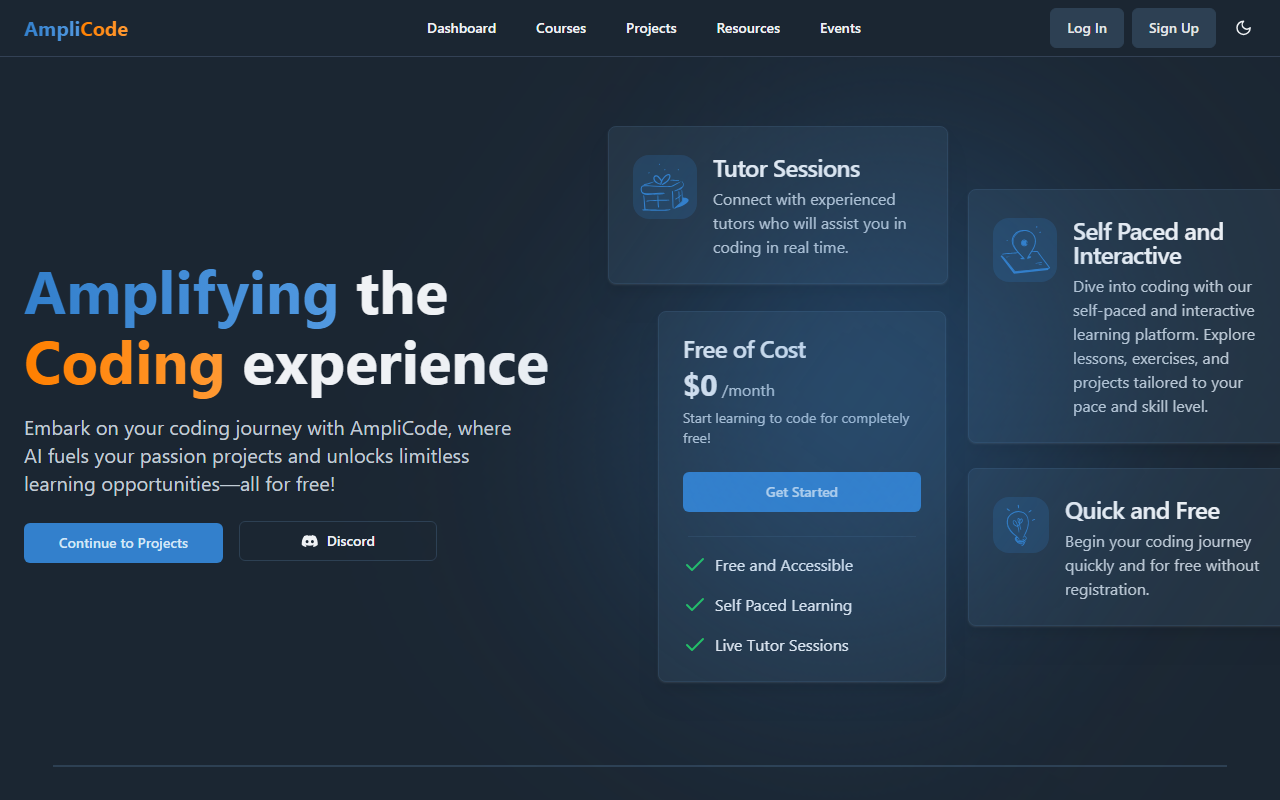 AmpliCode
Dashboard
Courses
Projects
Resources
Events
Log In
Sign Up
Amplifying the
Coding experience
Embark on your coding journey with AmpliCode, where
AI fuels your passion projects and unlocks limitless
learning opportunities—all for free!
Continue to Projects
Discord
Tutor Sessions
Connect with experienced
tutors who will assist you in
coding in real time.
Free of Cost
$0 /month
Start learning to code for completely
free!
Get Started
Free and Accessible
Self Paced Learning
Live Tutor Sessions
Self Paced and
Interactive
Dive into coding with our
self-paced and interactive
learning platform. Explore
lessons, exercises, and
projects tailored to your
pace and skill level.
Quick and Free
Begin your coding journey
quickly and for free without
registration.